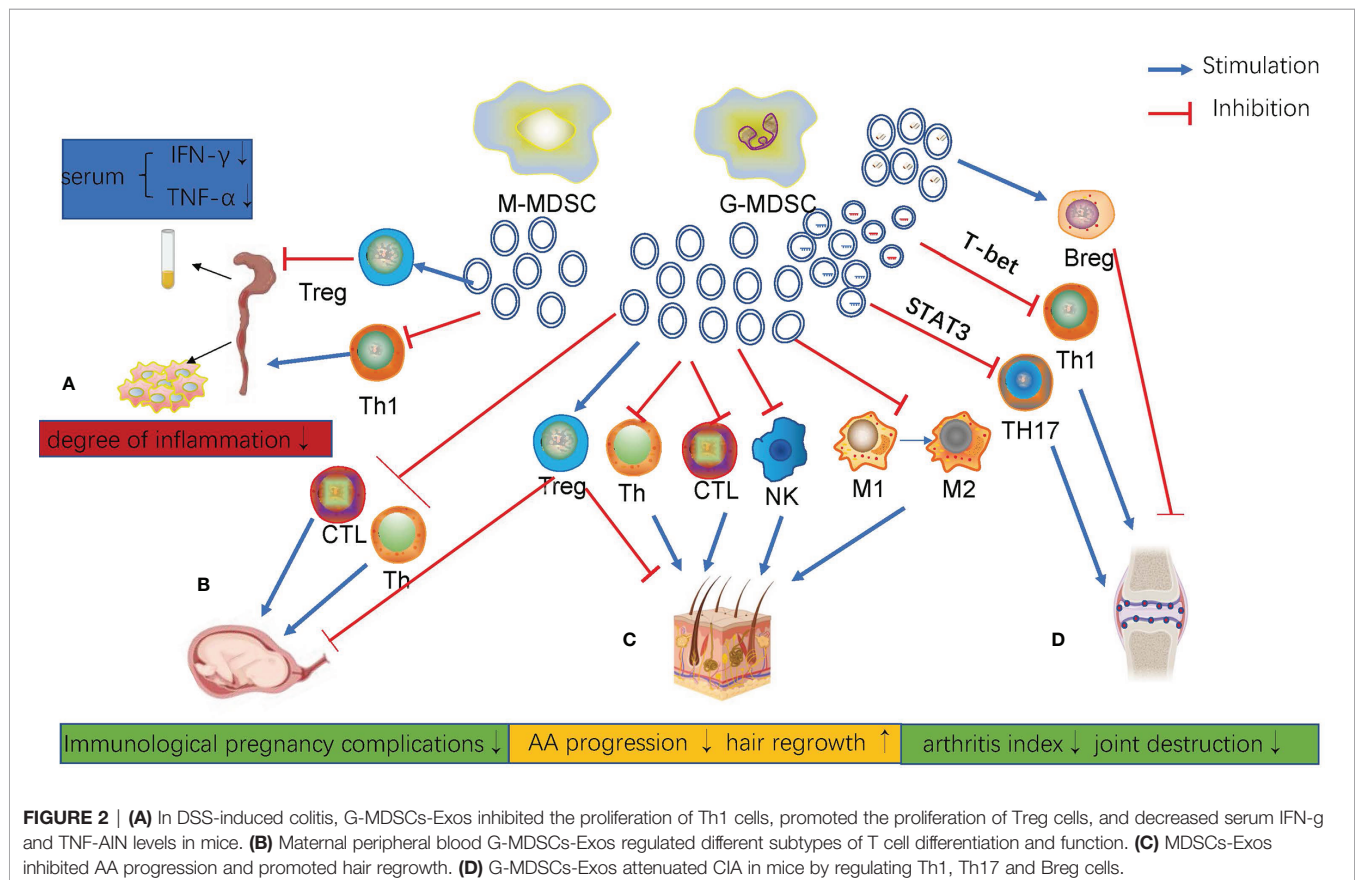 Stimulation
Inhibition
serum
IFN-γ ↓
TNF-α ↓
M-MDSC
G-MDSC
Breg
T-bet
STAT3
Treg
Th1
Th1
TH17
A
degree of inflammation ↓
CTL
Th
Treg
Th
CTL
NK
M1
M2
B
C
D
Immunological pregnancy complications ↓
AA progression ↓ hair regrowth ↑
arthritis index ↓ joint destruction ↓
FIGURE 2 | (A) In DSS-induced colitis, G-MDSCs-Exos inhibited the proliferation of Th1 cells, promoted the proliferation of Treg cells, and decreased serum IFN-g
and TNF-AIN levels in mice. (B) Maternal peripheral blood G-MDSCs-Exos regulated different subtypes of T cell differentiation and function. (C) MDSCs-Exos
inhibited AA progression and promoted hair regrowth. (D) G-MDSCs-Exos attenuated CIA in mice by regulating Th1, Th17 and Breg cells.